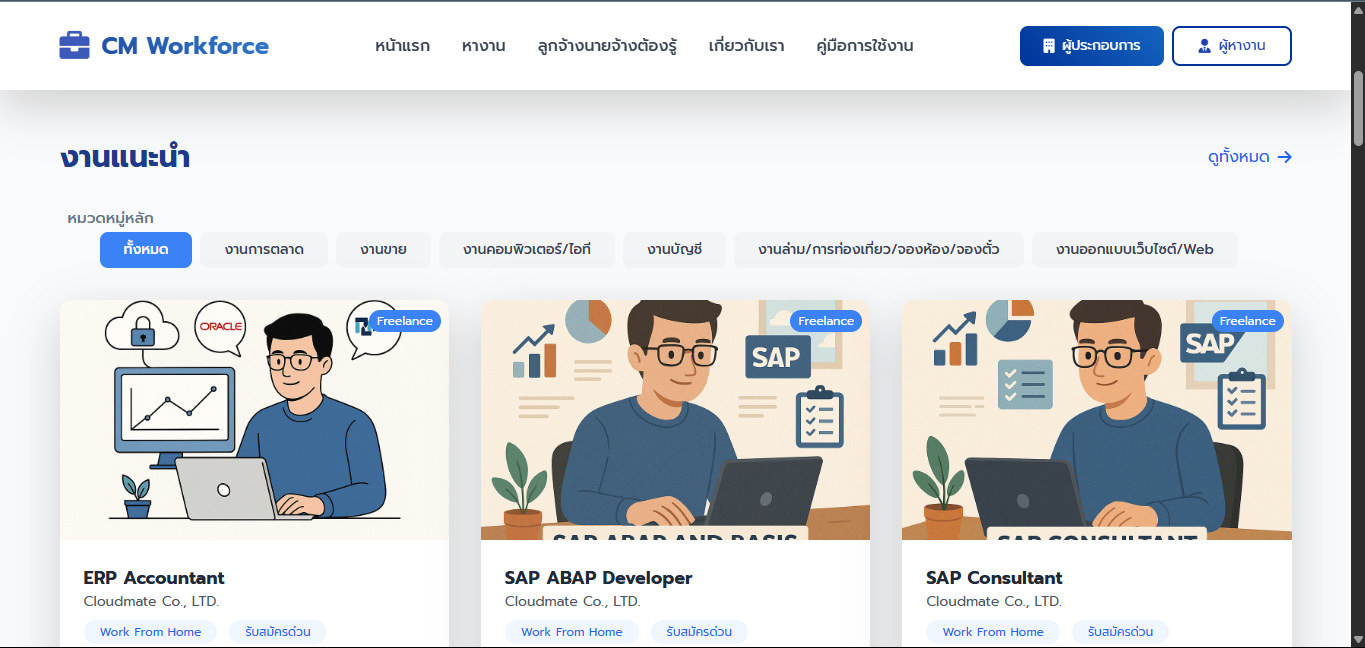 CM Workforce
หน้าแรก
หางาน
ลูกจ้างนายจ้างต้องรู้
เกี่ยวกับเรา
คู่มือการใช้งาน
ผู้ประกอบการ
ผู้หางาน
งานแนะนำ
ดูทั้งหมด
หมวดหมู่หลัก
ทั้งหมด
งานการตลาด
งานขาย
งานคอมพิวเตอร์/ไอที
งานบัญชี
งานล่าม/การท่องเที่ยว/จองห้อง/จองตั๋ว
งานออกแบบเว็บไซต์/Web
ORACLE
Freelance
SAP
Freelance
SAP ABAP AND BASIS
SAP
Freelance
SAP CONSULTANT
ERP Accountant
Cloudmate Co., LTD.
Work From Home
รับสมัครด่วน
SAP ABAP Developer
Cloudmate Co., LTD.
Work From Home
รับสมัครด่วน
SAP Consultant
Cloudmate Co., LTD.
Work From Home
รับสมัครด่วน